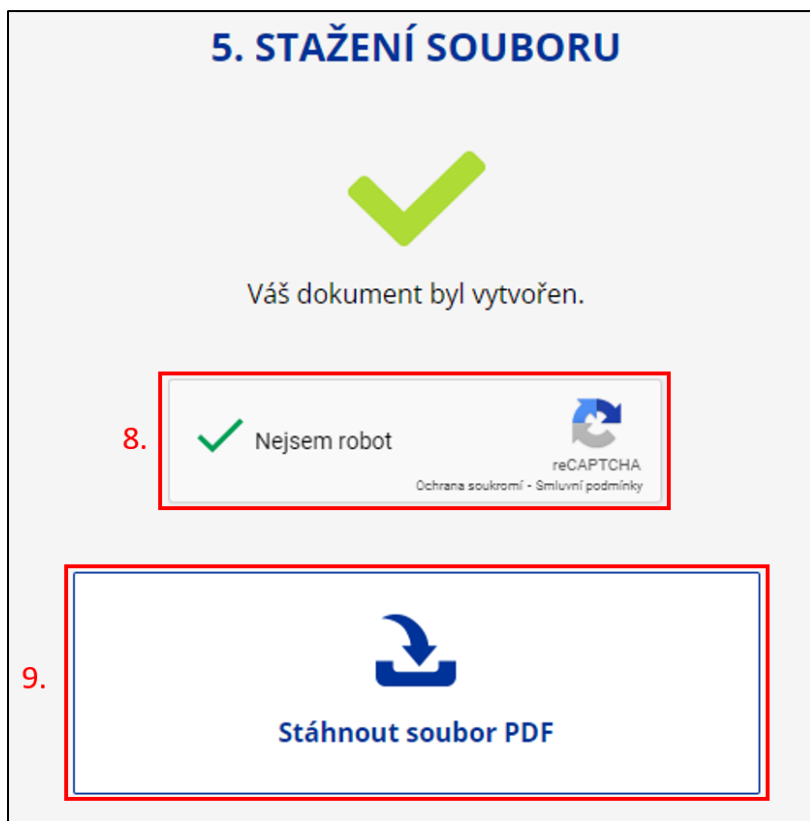 5. STAŽENÍ SOUBORU
Váš dokument byl vytvořen.
8.
Nejsem robot
reCAPTCHA
Ochrana soukromí - Smluvní podmínky
9.
Stáhnout soubor PDF